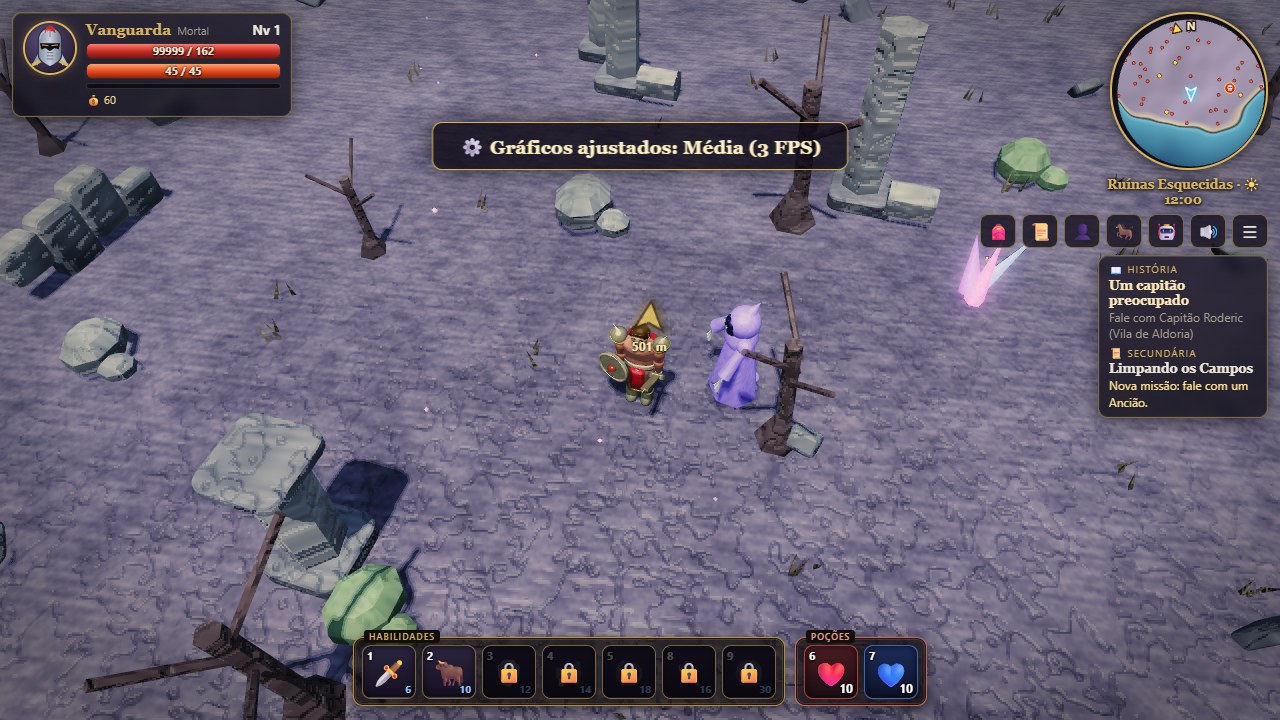 Vanguarda Mortal Nv 1
99999 / 162
45 / 45
60
Gráficos ajustados: Média (3 FPS)
N
Ruínas Esquecidas ·
12:00
HISTÓRIA
Um capitão
preocupado
Fale com Capitão Roderic
(Vila de Aldoria)
SECUNDÁRIA
Limpando os Campos
Nova missão: fale com um
Ancião.
501 m
HABILIDADES
1 6
2 10
3 12
4 14
5 18
8 16
9 30
POÇÕES
6 10
7 10